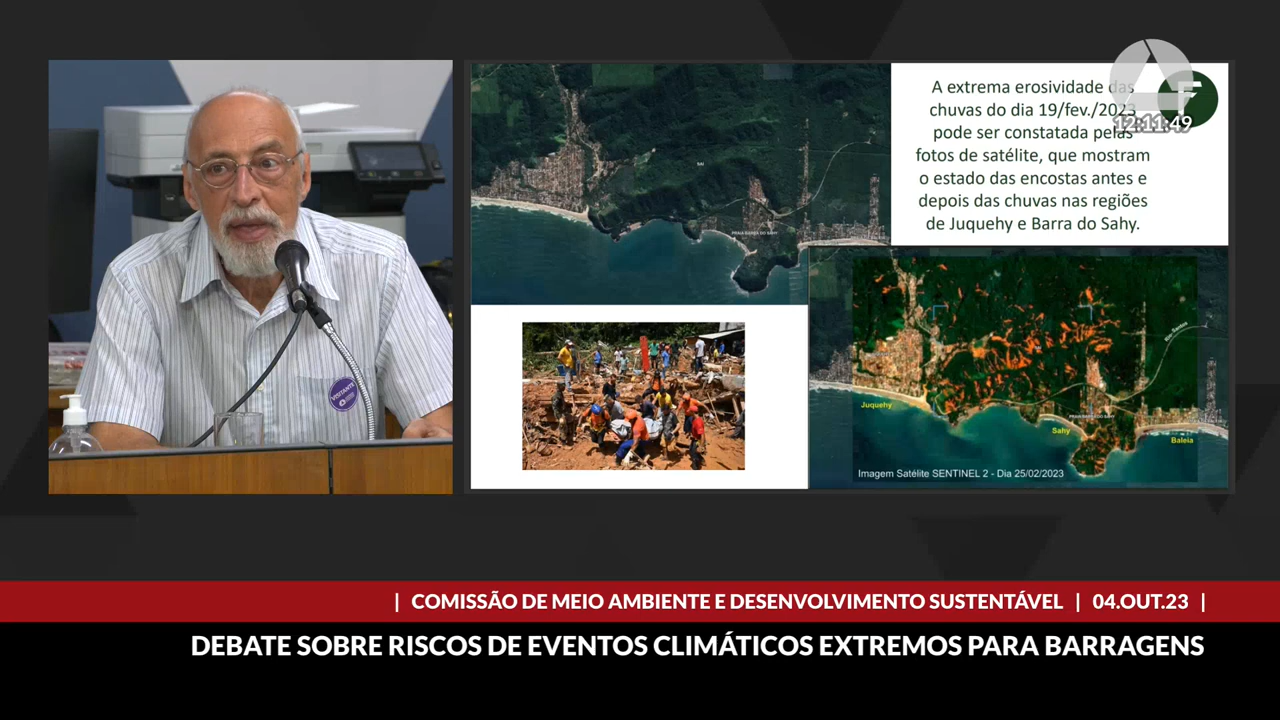 A extrema erosividade das
chuvas do dia 19/fev./2023
pode ser constatada pelas
fotos de satélite, que mostram
o estado das encostas antes e
depois das chuvas nas regiões
de Juquehy e Barra do Sahy.
12:11:49
VISITANTE
Juquehy
Sahy
Baleia
Imagem Satélite SENTINEL 2 - Dia 25/02/2023
| COMISSÃO DE MEIO AMBIENTE E DESENVOLVIMENTO SUSTENTÁVEL | 04.OUT.23 |
DEBATE SOBRE RISCOS DE EVENTOS CLIMÁTICOS EXTREMOS PARA BARRAGENS